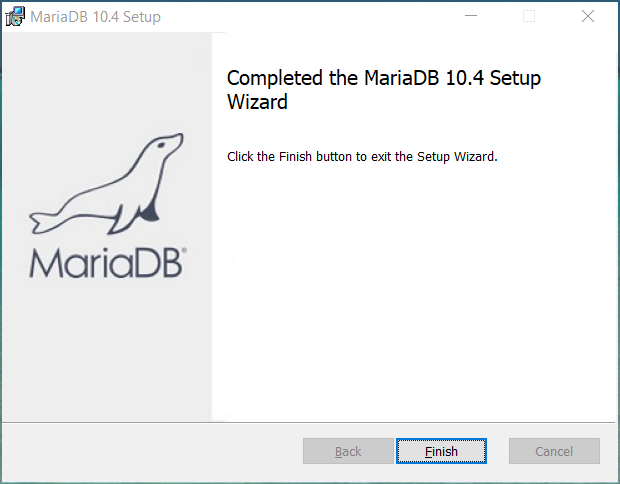 MariaDB 10.4 Setup
Completed the MariaDB 10.4 Setup
Wizard
Click the Finish button to exit the Setup Wizard.
MariaDB®
Back
Finish
Cancel